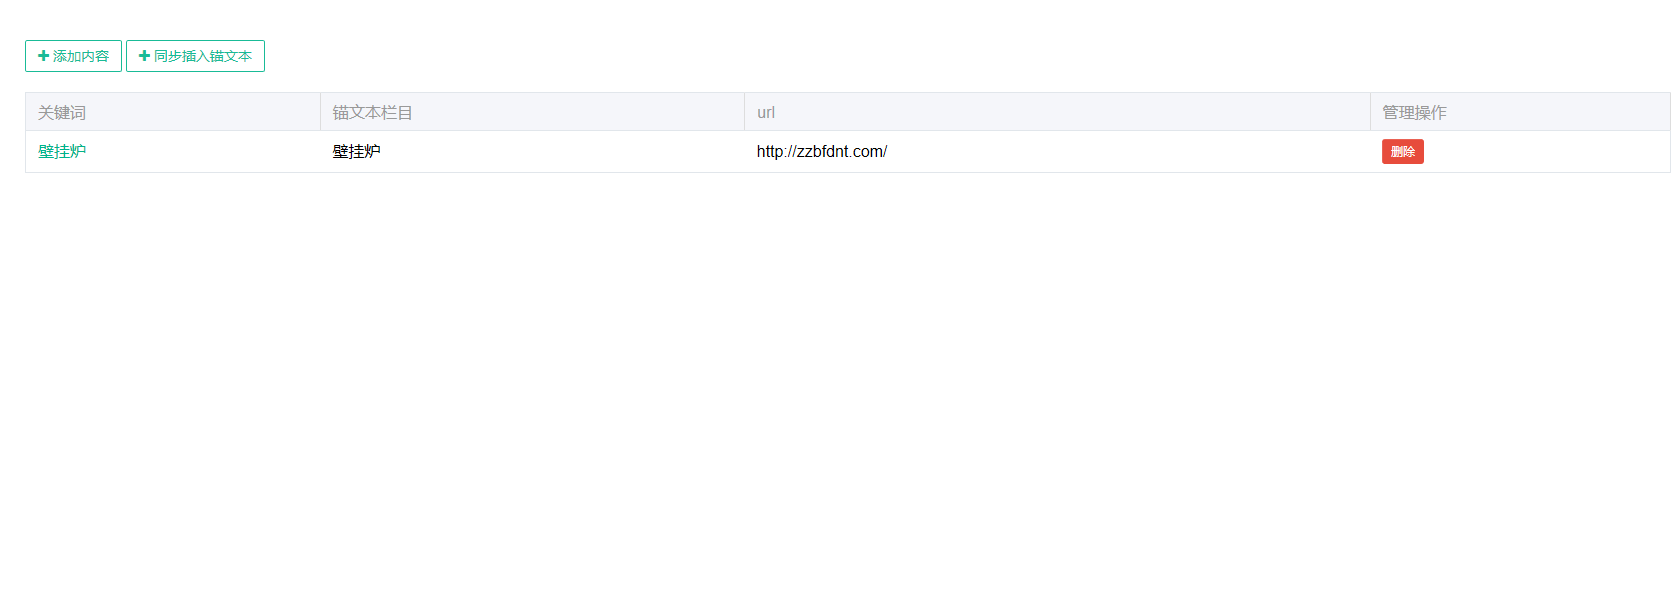 添加内容 同步插入锚文本
关键词 锚文本栏目 url 管理操作
壁挂炉 壁挂炉 http://zzbfdnt.com/ 删除